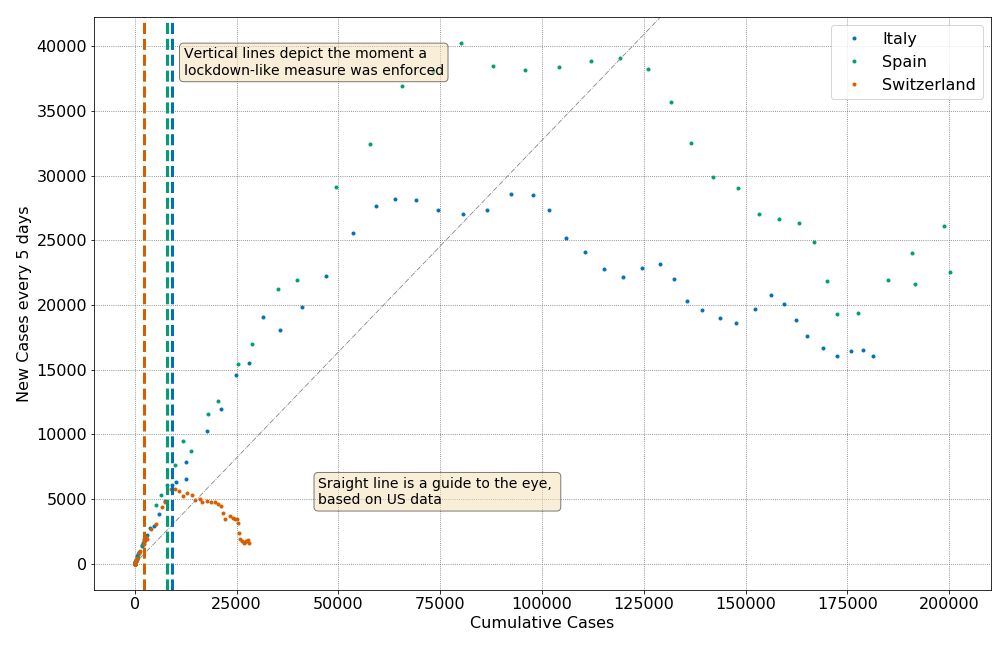 Vertical lines depict the moment a
lockdown-like measure was enforced
Italy
Spain
Switzerland
Sraight line is a guide to the eye,
based on US data
New Cases every 5 days
40000
35000
30000
25000
20000
15000
10000
5000
0
0
25000
50000
75000
100000
125000
150000
175000
200000
Cumulative Cases